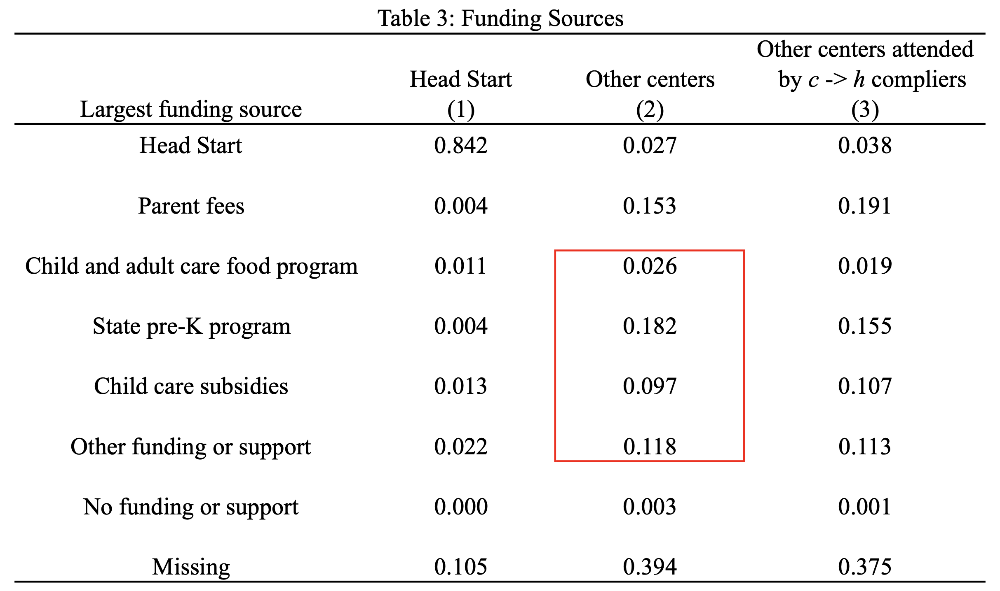 Table 3: Funding Sources
Other centers attended
Head Start Other centers by c -> h compliers
Largest funding source (1) (2) (3)
Head Start 0.842 0.027 0.038
Parent fees 0.004 0.153 0.191
Child and adult care food program 0.011 0.026 0.019
State pre-K program 0.004 0.182 0.155
Child care subsidies 0.013 0.097 0.107
Other funding or support 0.022 0.118 0.113
No funding or support 0.000 0.003 0.001
Missing 0.105 0.394 0.375